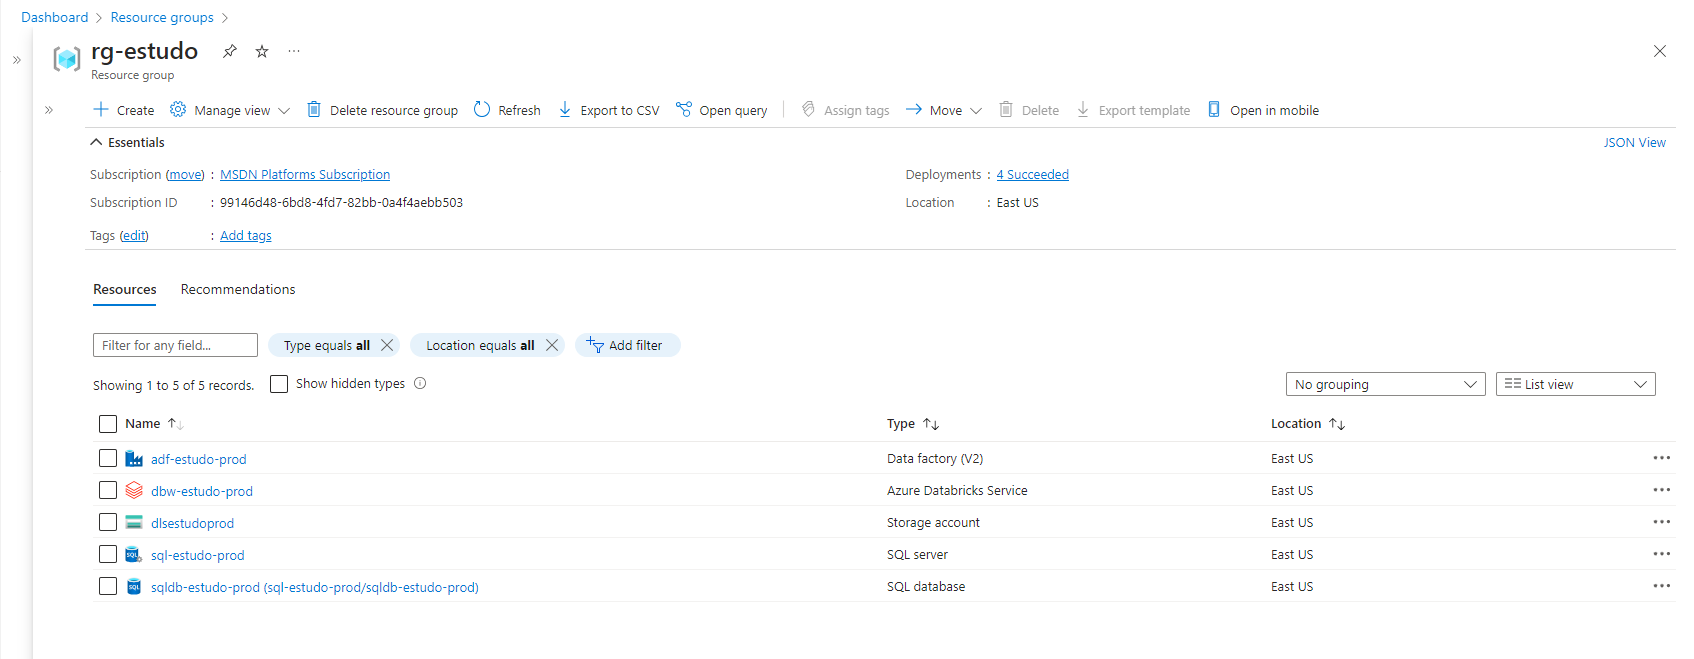 Dashboard > Resource groups >
rg-estudo
Resource group
Create Manage view Delete resource group Refresh Export to CSV Open query Assign tags Move Delete Export template Open in mobile
Essentials JSON View
Subscription (move) : MSDN Platforms Subscription Deployments : 4 Succeeded
Subscription ID : 99146d48-6bd8-4fd7-82bb-0a4f4aebb503 Location : East US
Tags (edit) : Add tags
Resources Recommendations
Filter for any field... Type equals all Location equals all Add filter
Showing 1 to 5 of 5 records. Show hidden types No grouping List view
Name Type Location
adf-estudo-prod Data factory (V2) East US
dbw-estudo-prod Azure Databricks Service East US
dlsestudoprod Storage account East US
sql-estudo-prod SQL server East US
sqldb-estudo-prod (sql-estudo-prod/sqldb-estudo-prod) SQL database East US